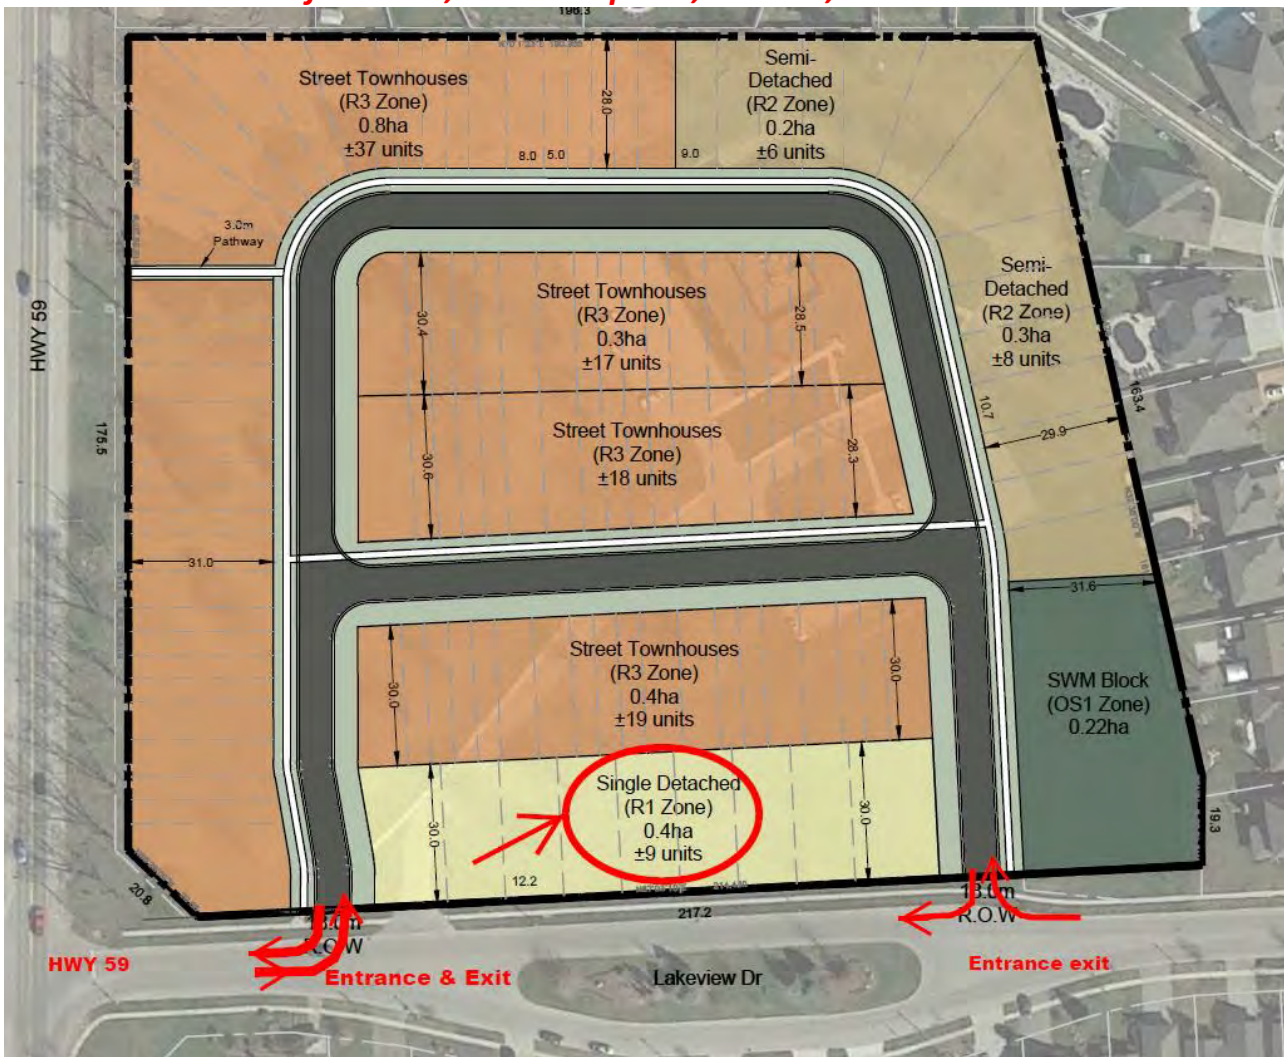 196.3
Street Townhouses
(R3 Zone)
0.8ha
±37 units
28.0
Semi-
Detached
(R2 Zone)
0.2ha
±6 units
8.0 5.0
9.0
3.0m
Pathway
HWY 59
Street Townhouses
(R3 Zone)
0.3ha
±17 units
30.4
28.5
Semi-
Detached
(R2 Zone)
0.3ha
±8 units
163.4
10.7
29.9
175.5
Street Townhouses
(R3 Zone)
±18 units
30.6
28.3
31.0
31.6
Street Townhouses
(R3 Zone)
0.4ha
±19 units
30.0
30.0
SWM Block
(OS1 Zone)
0.22ha
Single Detached
(R1 Zone)
0.4ha
±9 units
30.0
30.0
19.3
12.2
20.8
217.2
R.O.W
R.O.W
HWY 59
Entrance & Exit
Lakeview Dr
Entrance exit